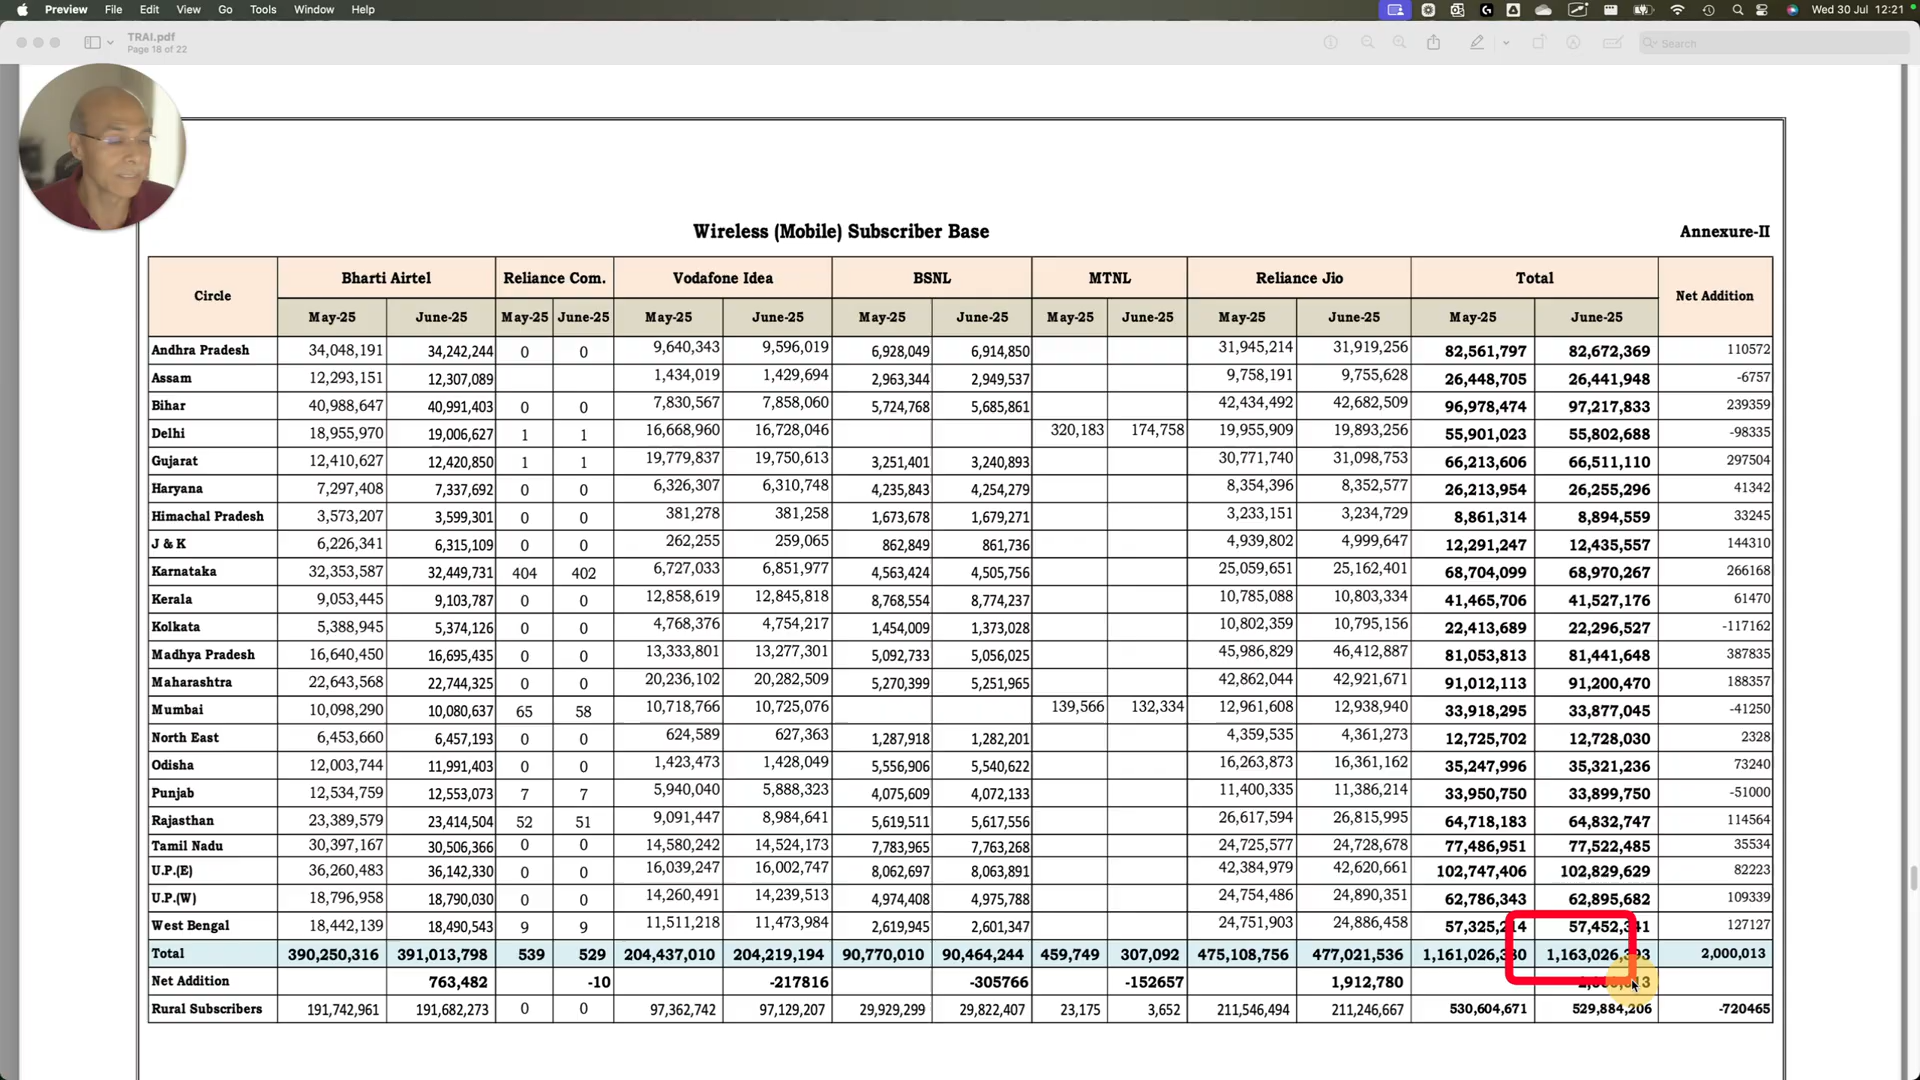 Preview File Edit View Go Tools Window Help Wed 30 Jul 12:21
TRAI.pdf
Page 18 of 22
Search
Wireless (Mobile) Subscriber Base Annexure-II
Circle Bharti Airtel Reliance Com. Vodafone Idea BSNL MTNL Reliance Jio Total Net Addition
May-25 June-25 May-25 June-25 May-25 June-25 May-25 June-25 May-25 June-25 May-25 June-25 May-25 June-25
Andhra Pradesh 34,048,191 34,242,244 0 0 9,640,343 9,596,019 6,928,049 6,914,850 31,945,214 31,919,256 82,561,797 82,672,369 110572
Assam 12,293,151 12,307,089 1,434,019 1,429,694 2,963,344 2,949,537 9,758,191 9,755,628 26,448,705 26,441,948 -6757
Bihar 40,988,647 40,991,403 0 0 7,830,567 7,858,060 5,724,768 5,685,861 42,434,492 42,682,509 96,978,474 97,217,833 239359
Delhi 18,955,970 19,006,627 1 1 16,668,960 16,728,046 320,183 174,758 19,955,909 19,893,256 55,901,023 55,802,688 -98335
Gujarat 12,410,627 12,420,850 1 1 19,779,837 19,750,613 3,251,401 3,240,893 30,771,740 31,098,753 66,213,606 66,511,110 297504
Haryana 7,297,408 7,337,692 0 0 6,326,307 6,310,748 4,235,843 4,254,279 8,354,396 8,352,577 26,213,954 26,255,296 41342
Himachal Pradesh 3,573,207 3,599,301 0 0 381,278 381,258 1,673,678 1,679,271 3,233,151 3,234,729 8,861,314 8,894,559 33245
J & K 6,226,341 6,315,109 0 0 262,255 259,065 862,849 861,736 4,939,802 4,999,647 12,291,247 12,435,557 144310
Karnataka 32,353,587 32,449,731 404 402 6,727,033 6,851,977 4,563,424 4,505,756 25,059,651 25,162,401 68,704,099 68,970,267 266168
Kerala 9,053,445 9,103,787 0 0 12,858,619 12,845,818 8,768,554 8,774,237 10,785,088 10,803,334 41,465,706 41,527,176 61470
Kolkata 5,388,945 5,374,126 0 0 4,768,376 4,754,217 1,454,009 1,373,028 10,802,359 10,795,156 22,413,689 22,296,527 -117162
Madhya Pradesh 16,640,450 16,695,435 0 0 13,333,801 13,277,301 5,092,733 5,056,025 45,986,829 46,412,887 81,053,813 81,441,648 387835
Maharashtra 22,643,568 22,744,325 0 0 20,236,102 20,282,509 5,270,399 5,251,965 42,862,044 42,921,671 91,012,113 91,200,470 188357
Mumbai 10,098,290 10,080,637 65 58 10,718,766 10,725,076 139,566 132,334 12,961,608 12,938,940 33,918,295 33,877,045 -41250
North East 6,453,660 6,457,193 0 0 624,589 627,363 1,287,918 1,282,201 4,359,535 4,361,273 12,725,702 12,728,030 2328
Odisha 12,003,744 11,991,403 0 0 1,423,473 1,428,049 5,556,906 5,540,622 16,263,873 16,361,162 35,247,996 35,321,236 73240
Punjab 12,534,759 12,553,073 7 7 5,940,040 5,888,323 4,075,609 4,072,133 11,400,335 11,386,214 33,950,750 33,899,750 -51000
Rajasthan 23,389,579 23,414,504 52 51 9,091,447 8,984,641 5,619,511 5,617,556 26,617,594 26,815,995 64,718,183 64,832,747 114564
Tamil Nadu 30,397,167 30,506,366 0 0 14,580,242 14,524,173 7,783,965 7,763,268 24,725,577 24,728,678 77,486,951 77,522,485 35534
U.P.(E) 36,260,483 36,142,330 0 0 16,039,247 16,002,747 8,062,697 8,063,891 42,384,979 42,620,661 102,747,406 102,829,629 82223
U.P.(W) 18,796,958 18,790,030 0 0 14,260,491 14,239,513 4,974,408 4,975,788 24,754,486 24,890,351 62,786,343 62,895,682 109339
West Bengal 18,442,139 18,490,543 9 9 11,511,218 11,473,984 2,619,945 2,601,347 24,751,903 24,886,458 57,325,214 57,452,341 127127
Total 390,250,316 391,013,798 539 529 204,437,010 204,219,194 90,770,010 90,464,244 459,749 307,092 475,108,756 477,021,536 1,161,026,380 1,163,026,393 2,000,013
Net Addition 763,482 -10 -217816 -305766 -152657 1,912,780
Rural Subscribers 191,742,961 191,682,273 0 0 97,362,742 97,129,207 29,929,299 29,822,407 23,175 3,652 211,546,494 211,246,667 530,604,671 529,884,206 -720465